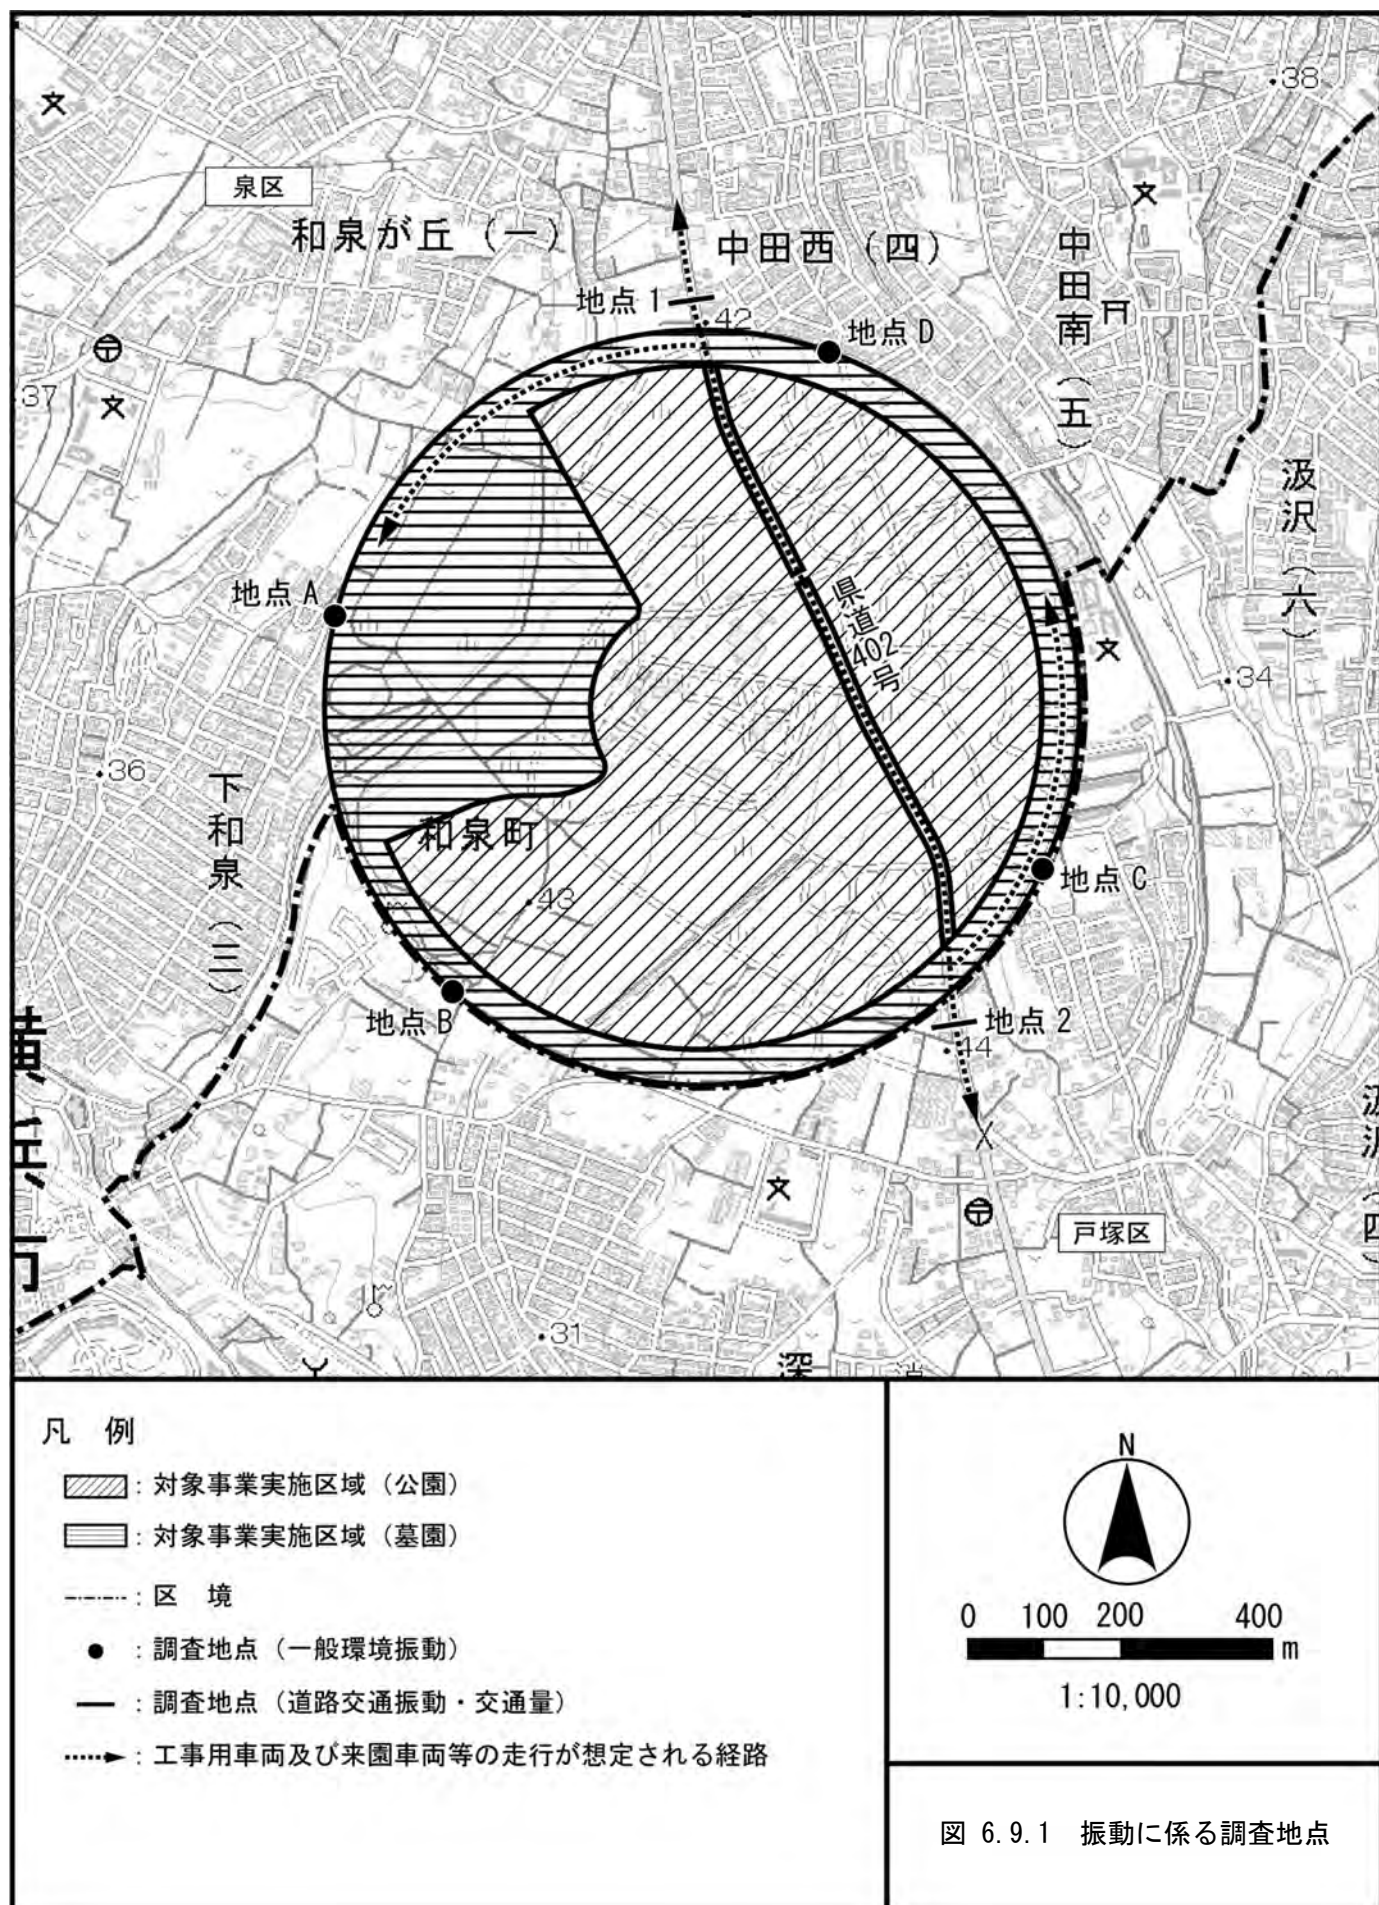 38
泉区
和泉が丘（一）
中田西（四）
中田南（五）
地点 1
42
地点 D
37
汲沢（六）
地点 A
県道402号
34
36
下和泉（三）
和泉町
43
地点 C
地点 B
地点 2
44
戸塚区
31
深
凡　例
：対象事業実施区域（公園）
：対象事業実施区域（墓園）
：区　境
：調査地点（一般環境振動）
：調査地点（道路交通振動・交通量）
：工事用車両及び来園車両等の走行が想定される経路
N
0 100 200 400
m
1:10,000
図 6.9.1　振動に係る調査地点